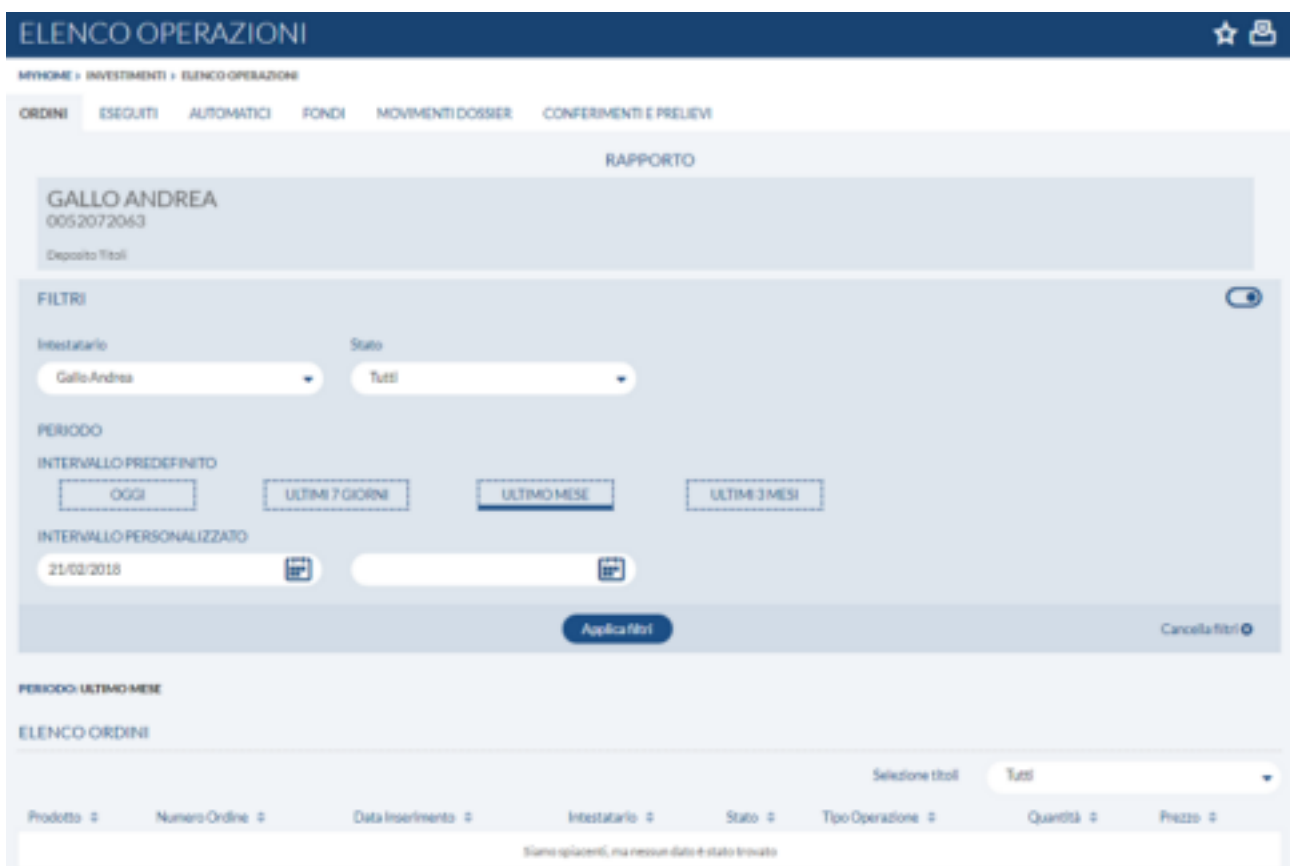 ELENCO OPERAZIONI
MYHOME › INVESTIMENTI › ELENCO OPERAZIONI
ORDINI ESEGUITI AUTOMATICI FONDI MOVIMENTI DOSSIER CONFERIMENTI E PRELIEVI
RAPPORTO
GALLO ANDREA
0052072063
Deposito Titoli
FILTRI
Intestatario Stato
Gallo Andrea Tutti
PERIODO
INTERVALLO PREDEFINITO
OGGI ULTIMI 7 GIORNI ULTIMO MESE ULTIMI 3 MESI
INTERVALLO PERSONALIZZATO
21/02/2018
Applica filtri Cancella filtri
PERIODO: ULTIMO MESE
ELENCO ORDINI
Selezione titoli Tutti
Prodotto Numero Ordine Data Inserimento Intestatario Stato Tipo Operazione Quantità Prezzo
Siamo spiacenti, ma nessun dato è stato trovato